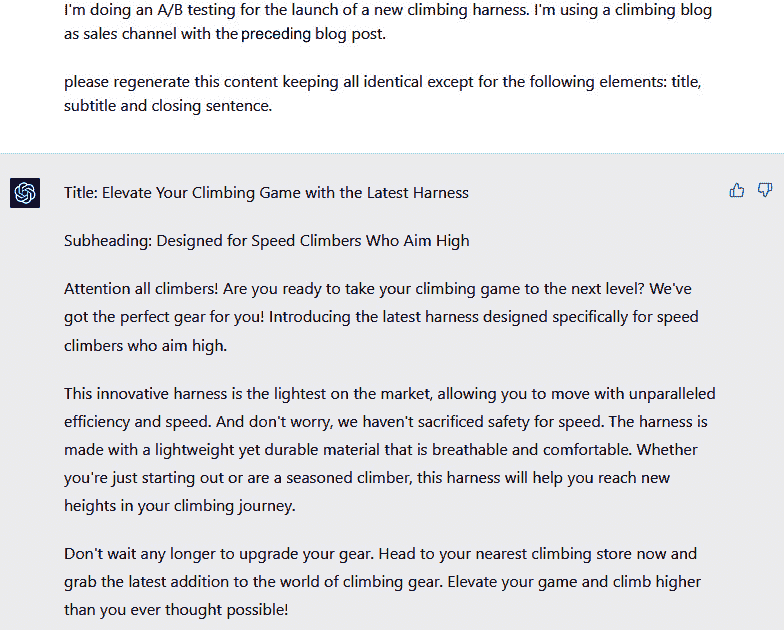 I'm doing an A/B testing for the launch of a new climbing harness. I'm using a climbing blog
as sales channel with the preceding blog post.
please regenerate this content keeping all identical except for the following elements: title,
subtitle and closing sentence.
Title: Elevate Your Climbing Game with the Latest Harness
Subheading: Designed for Speed Climbers Who Aim High
Attention all climbers! Are you ready to take your climbing game to the next level? We've
got the perfect gear for you! Introducing the latest harness designed specifically for speed
climbers who aim high.
This innovative harness is the lightest on the market, allowing you to move with unparalleled
efficiency and speed. And don't worry, we haven't sacrificed safety for speed. The harness is
made with a lightweight yet durable material that is breathable and comfortable. Whether
you're just starting out or are a seasoned climber, this harness will help you reach new
heights in your climbing journey.
Don't wait any longer to upgrade your gear. Head to your nearest climbing store now and
grab the latest addition to the world of climbing gear. Elevate your game and climb higher
than you ever thought possible!